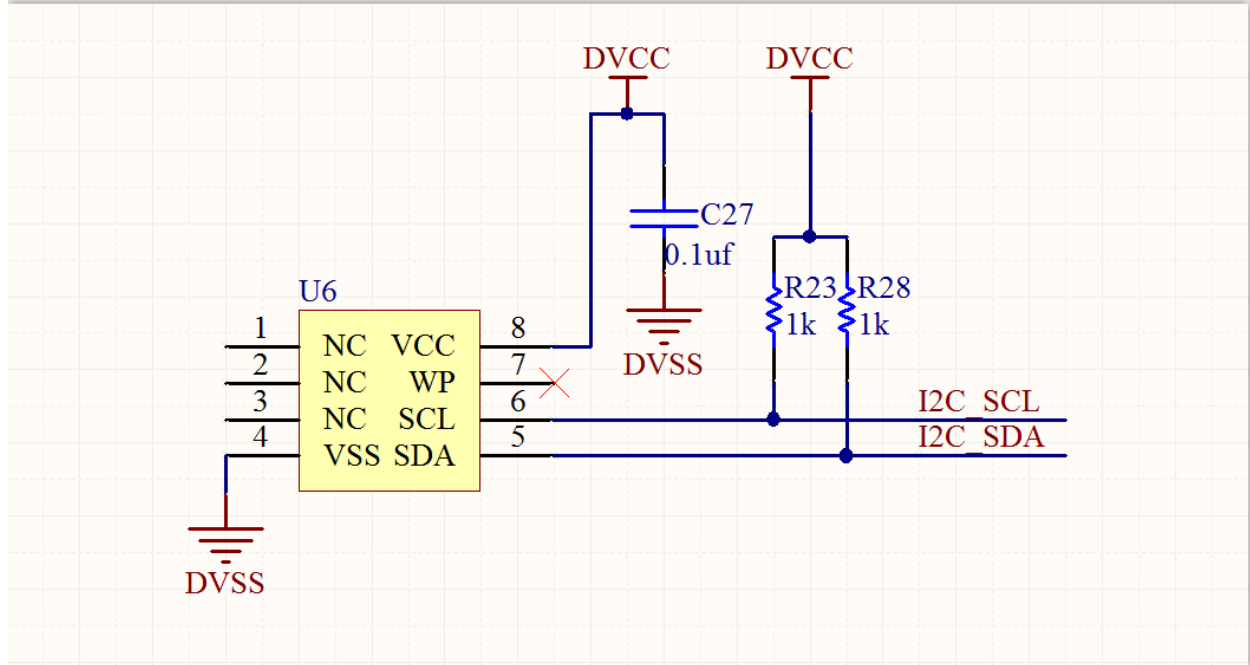 DVCC
DVCC
C27
0.1uf
DVSS
R23
1k
R28
1k
U6
1 NC VCC 8
2 NC WP 7
3 NC SCL 6
4 VSS SDA 5
I2C_SCL
I2C_SDA
DVSS